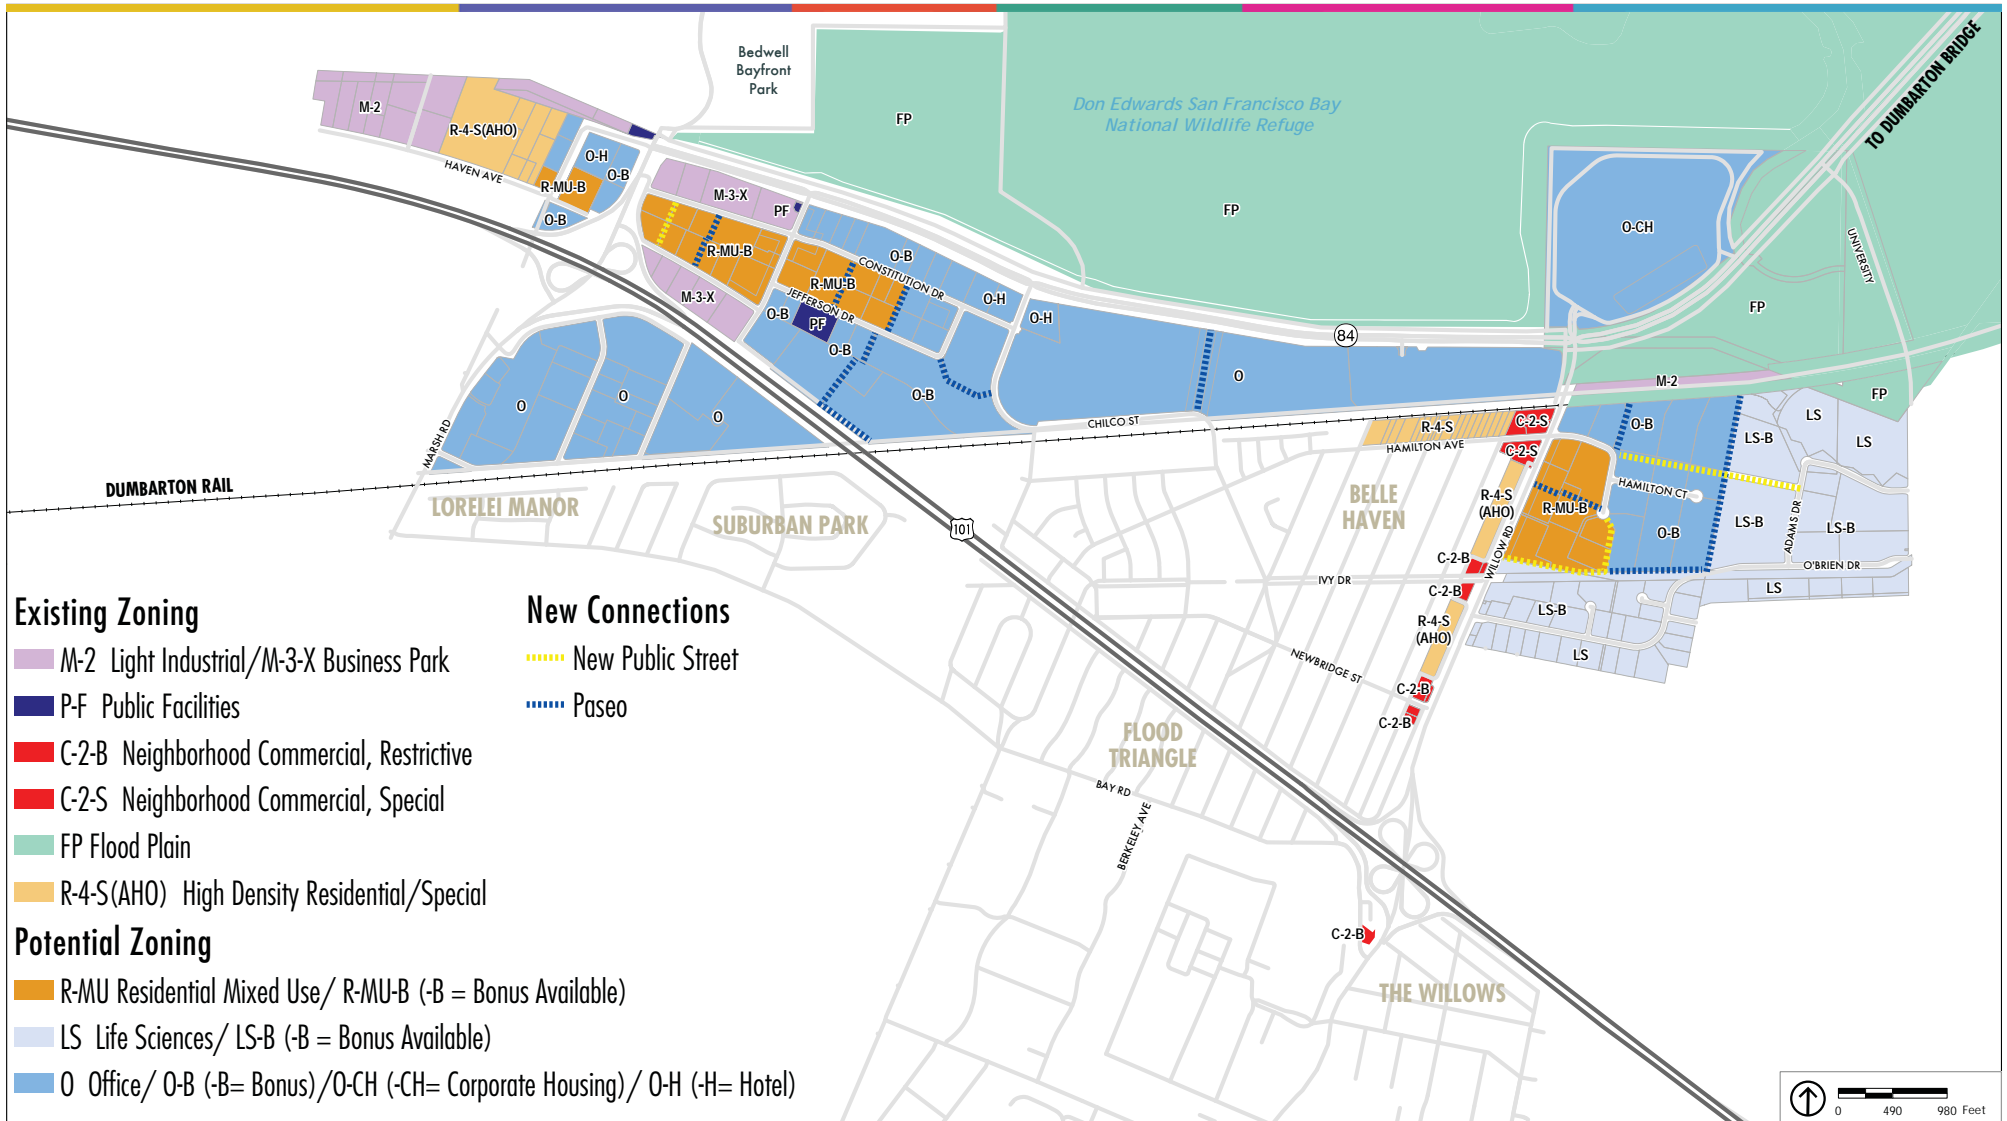 Bedwell
Bayfront
Park
Don Edwards San Francisco Bay
National Wildlife Refuge
TO DUMBARTON BRIDGE
M-2
R-4-S(AHO)
HAVEN AVE
O-H
O-B
R-MU-B
O-B
FP
FP
M-3-X
PF
R-MU-B
M-3-X
O-B
CONSTITUTION DR
R-MU-B
JEFFERSON DR
O-H
O-H
O-B
PF
O-B
O-B
O-CH
UNIVERSITY
FP
84
O
O
O
O
MARSH RD
CHILCO ST
M-2
FP
R-4-S
HAMILTON AVE
C-2-S
C-2-S
O-B
LS-B
LS
LS
DUMBARTON RAIL
LORELEI MANOR
SUBURBAN PARK
101
BELLE
HAVEN
R-4-S
(AHO)
R-MU-B
HAMILTON CT
O-B
LS-B
ADAMS DR
LS-B
WILLOW RD
C-2-B
O'BRIEN DR
IVY DR
C-2-B
LS
LS-B
R-4-S
(AHO)
LS
NEWBRIDGE ST
C-2-B
C-2-B
FLOOD
TRIANGLE
BAY RD
BERKELEY AVE
C-2-B
THE WILLOWS
Existing Zoning
M-2 Light Industrial/M-3-X Business Park
P-F Public Facilities
C-2-B Neighborhood Commercial, Restrictive
C-2-S Neighborhood Commercial, Special
FP Flood Plain
R-4-S(AHO) High Density Residential/Special
Potential Zoning
R-MU Residential Mixed Use/ R-MU-B (-B = Bonus Available)
LS Life Sciences/ LS-B (-B = Bonus Available)
O Office/ O-B (-B= Bonus)/O-CH (-CH= Corporate Housing)/ O-H (-H= Hotel)
New Connections
New Public Street
Paseo
0 490 980 Feet